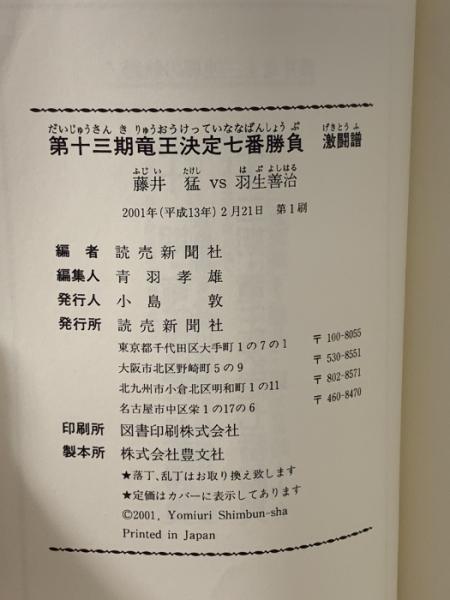 だいじゅうさん き りゅうおうけっていななばんしょう ぶ げきとう ふ
第十三期竜王決定七番勝負 激闘譜
ふじ い たけし は ぶ よしはる
藤井 猛 vs 羽生善治
2001年(平成13年) 2月21日 第1刷
編 者 読売新聞社
編集人 青羽孝雄
発行人 小島 敦
発行所 読売新聞社
東京都千代田区大手町1の7の1 〒100-8055
大阪市北区野崎町5の9 〒530-8551
北九州市小倉北区明和町1の11 〒802-8571
名古屋市中区栄1の17の6 〒460-8470
印刷所 図書印刷株式会社
製本所 株式会社豊文社
★落丁、乱丁はお取り換え致します
★定価はカバーに表示してあります
©2001, Yomiuri Shimbun-sha
Printed in Japan